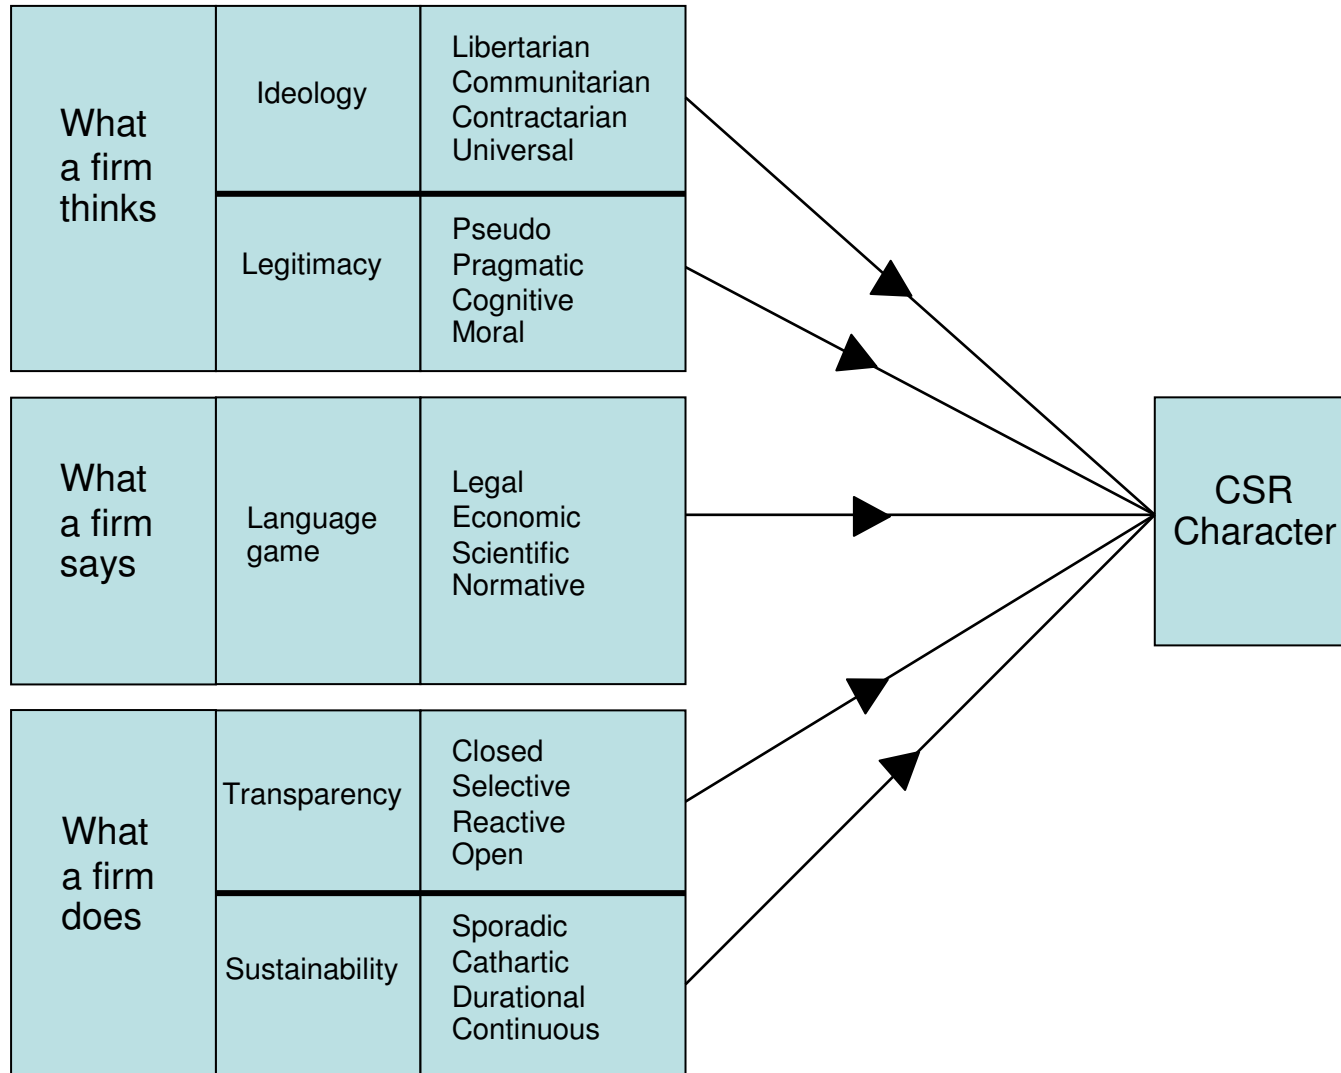 What
a firm
thinks
Ideology
Libertarian
Communitarian
Contractarian
Universal
Legitimacy
Pseudo
Pragmatic
Cognitive
Moral
What
a firm
says
Language
game
Legal
Economic
Scientific
Normative
What
a firm
does
Transparency
Closed
Selective
Reactive
Open
Sustainability
Sporadic
Cathartic
Durational
Continuous
CSR
Character